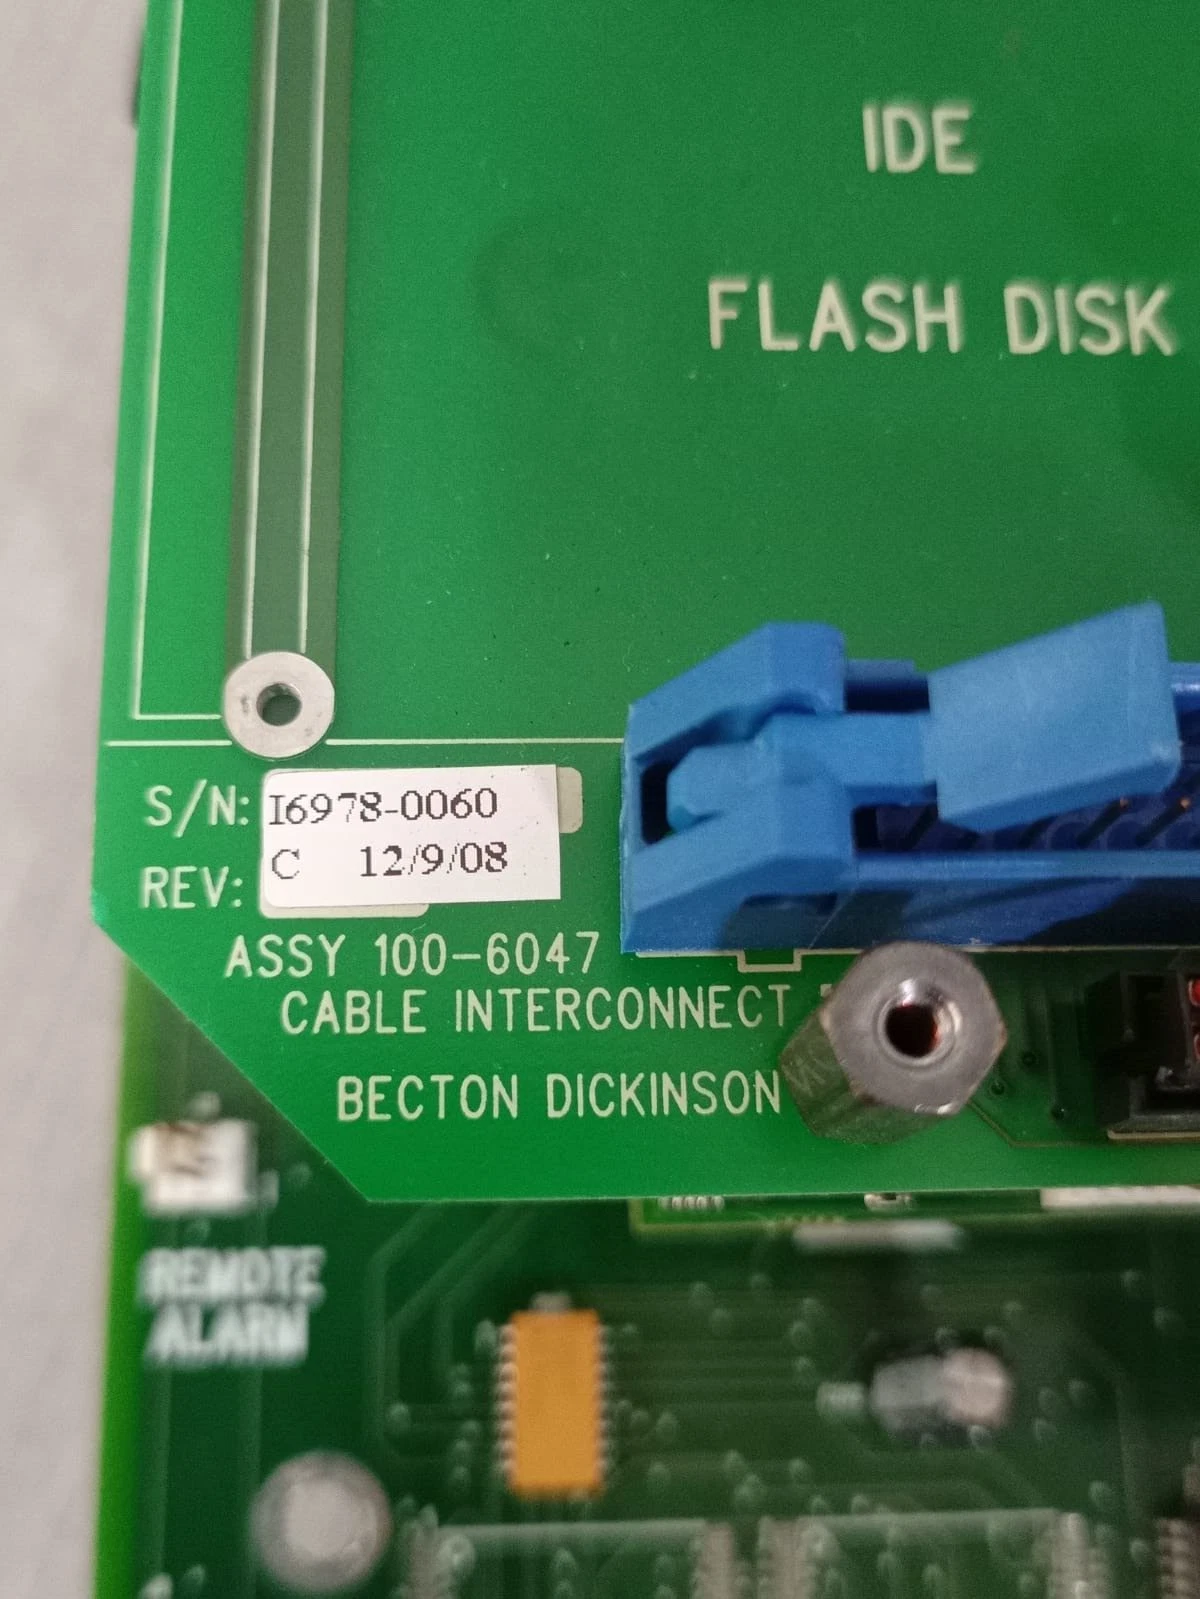 IDE
FLASH DISK
S/N: I6978-0060
REV: C 12/9/08
ASSY 100-6047
CABLE INTERCONNECT
BECTON DICKINSON
REMOTE
ALARM